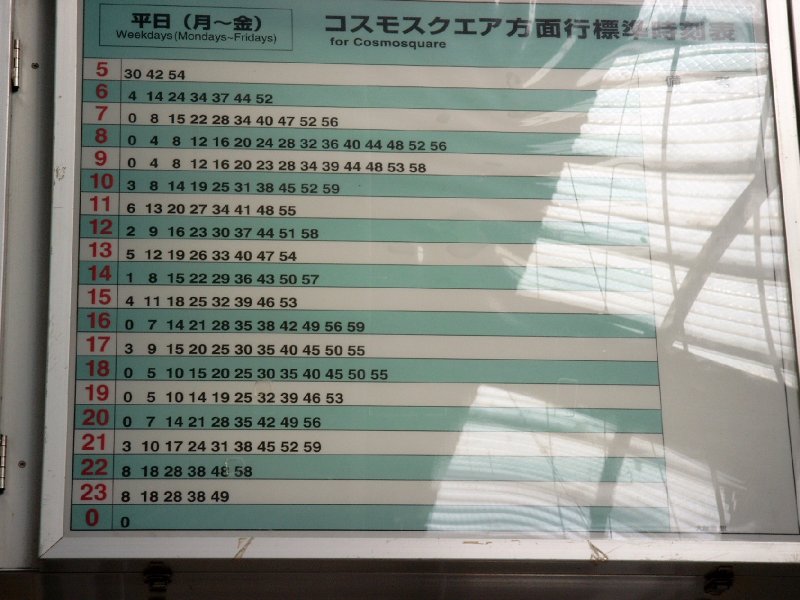 平日(月～金)
Weekdays(Mondays~Fridays)
コスモスクエア方面行標準時刻表
for Cosmosquare
備 考
5 30 42 54
6 4 14 24 34 37 44 52
7 0 8 15 22 28 34 40 47 52 56
8 0 4 8 12 16 20 24 28 32 36 40 44 48 52 56
9 0 4 8 12 16 20 23 28 34 39 44 48 53 58
10 3 8 14 19 25 31 38 45 52 59
11 6 13 20 27 34 41 48 55
12 2 9 16 23 30 37 44 51 58
13 5 12 19 26 33 40 47 54
14 1 8 15 22 29 36 43 50 57
15 4 11 18 25 32 39 46 53
16 0 7 14 21 28 35 38 42 49 56 59
17 3 9 15 20 25 30 35 40 45 50 55
18 0 5 10 15 20 25 30 35 40 45 50 55
19 0 5 10 14 19 25 32 39 46 53
20 0 7 14 21 28 35 42 49 56
21 3 10 17 24 31 38 45 52 59
22 8 18 28 38 48 58
23 8 18 28 38 49
0 0